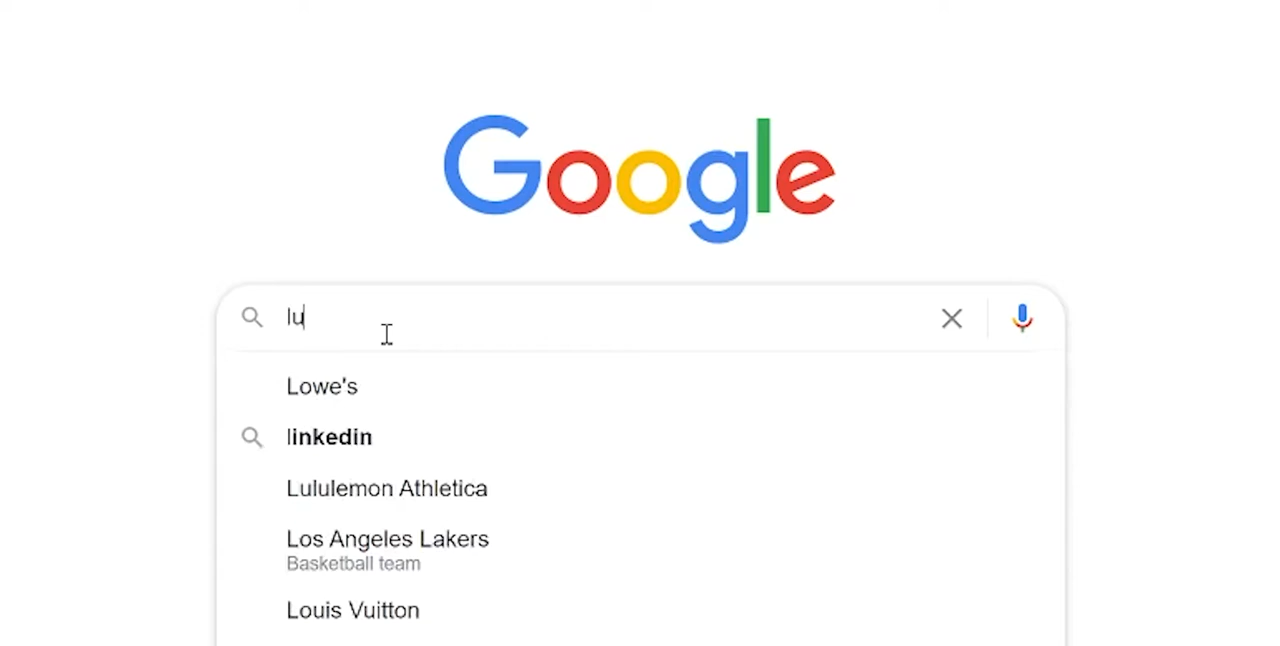 Google
lu
Lowe's
linkedin
Lululemon Athletica
Los Angeles Lakers
Basketball team
Louis Vuitton